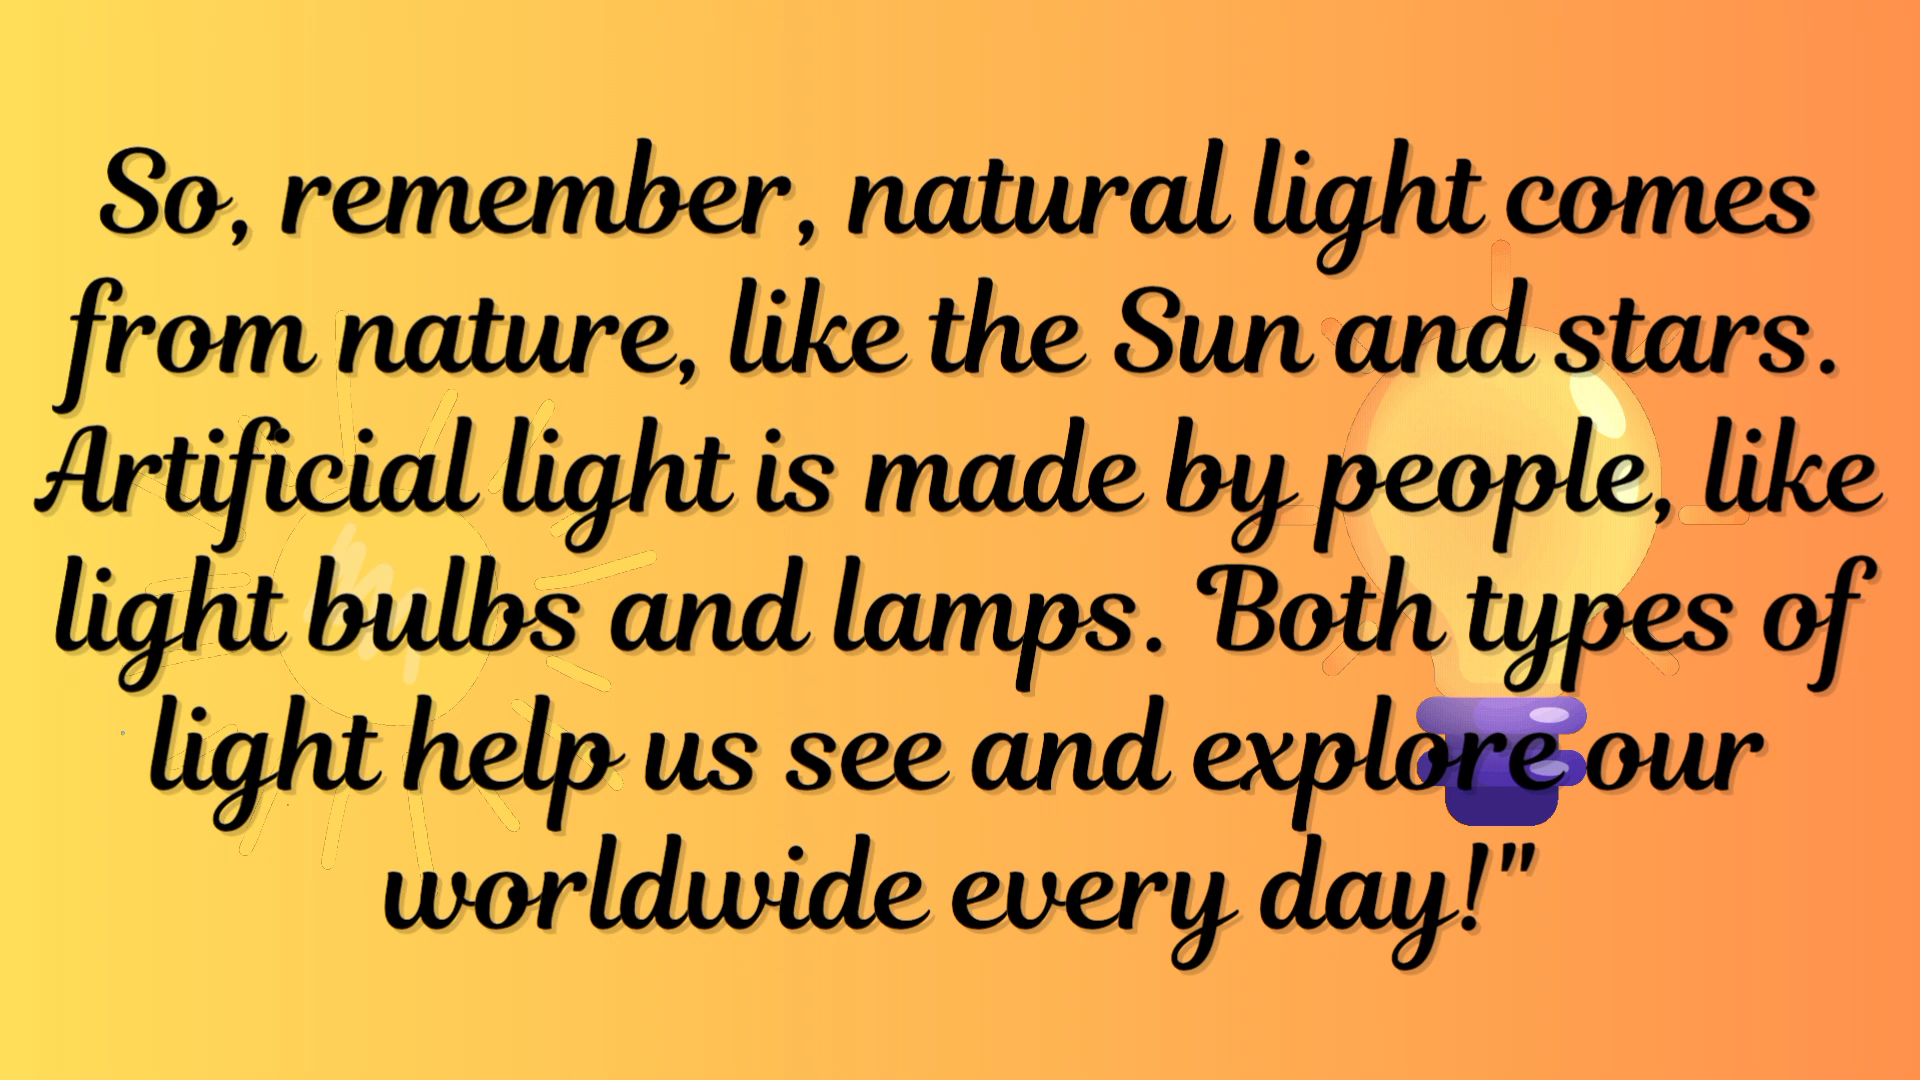 So, remember, natural light comes
from nature, like the Sun and stars.
Artificial light is made by people, like
light bulbs and lamps. Both types of
light help us see and explore our
worldwide every day!"